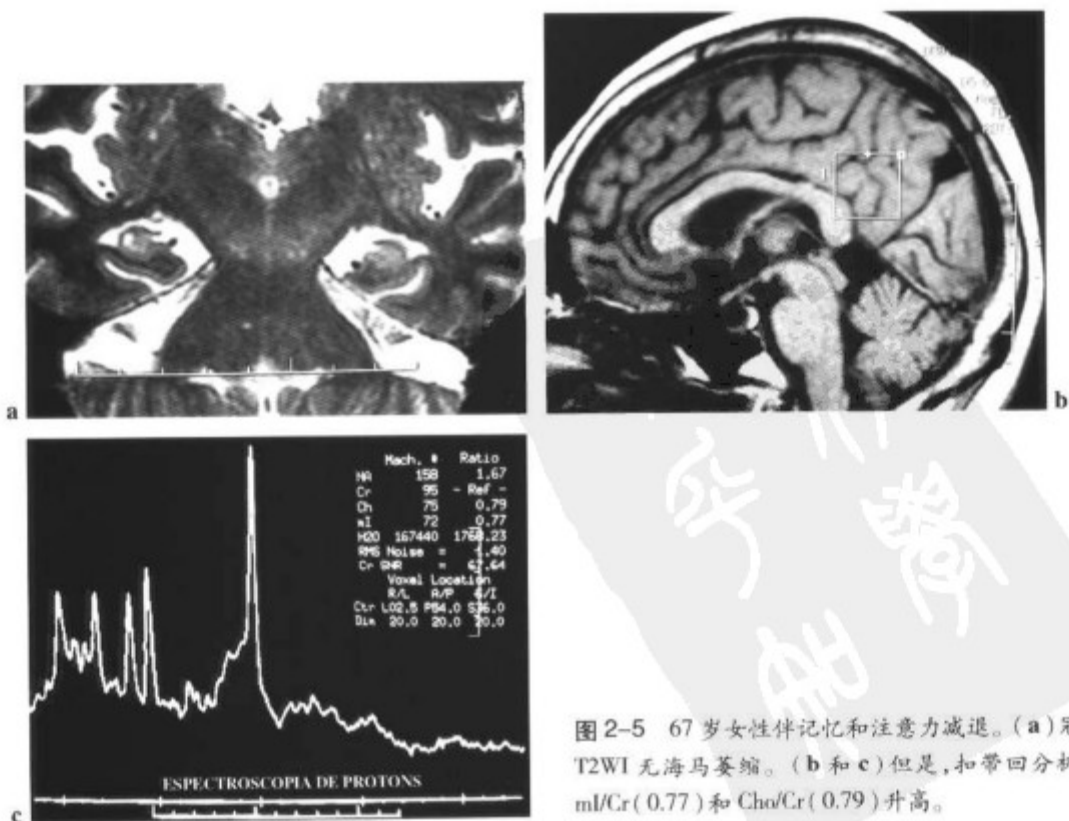 a
b
Mach. # Ratio
NA 158 1.67
Cr 95 - Ref -
Ch 75 0.79
mI 72 0.77
H2O 167440 1768.23
RMS Noise = 1.40
Cr SNR = 67.64
Voxel Location
R/L A/P S/I
Ctr L02.5 P54.0 S36.0
Dim 20.0 20.0 20.0
ESPECTROSCOPIA DE PROTONS
c
图 2-5 67 岁女性伴记忆和注意力减退。(a)冠
T2WI 无海马萎缩。(b 和 c)但是,扣带回分析
mI/Cr(0.77)和 Cho/Cr(0.79)升高。